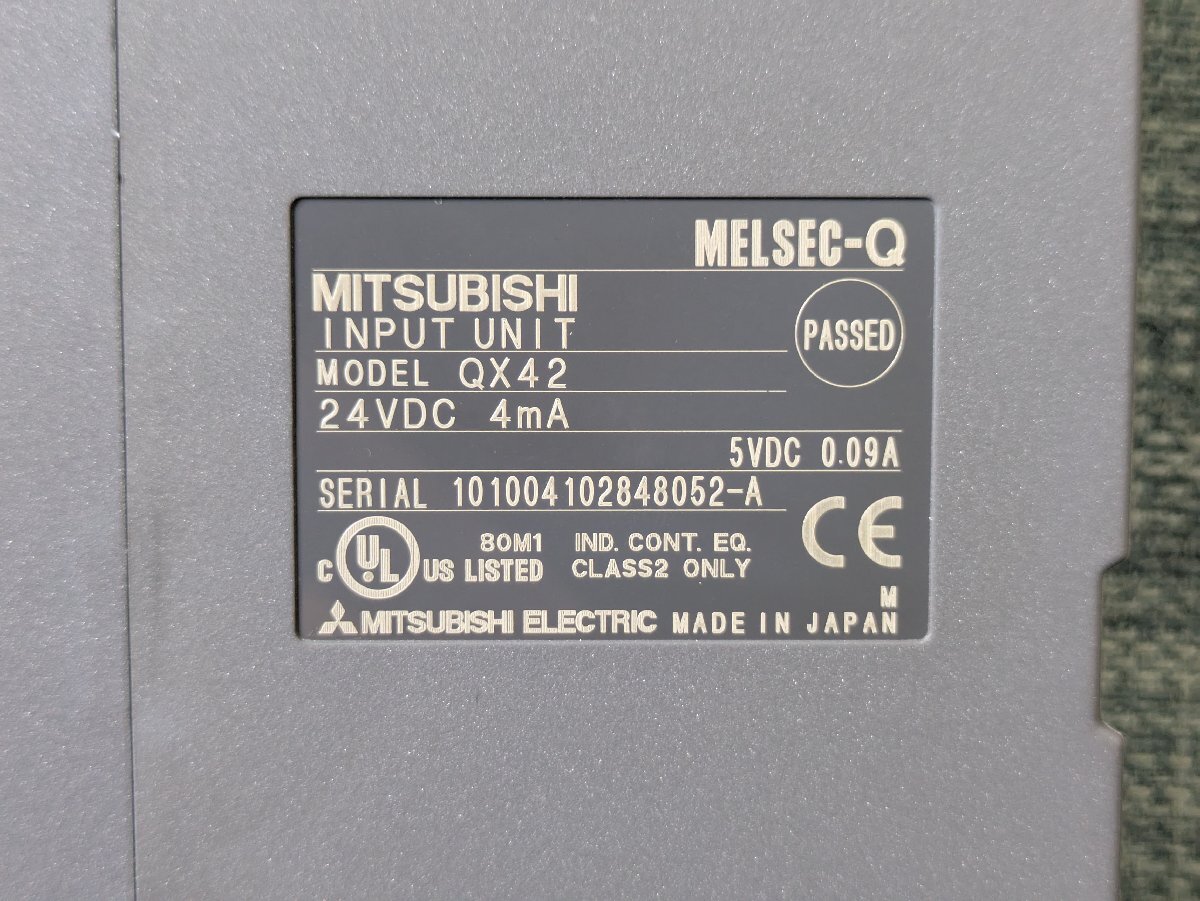 MELSEC-Q
MITSUBISHI
INPUT UNIT
PASSED
MODEL QX42
24VDC 4mA
5VDC 0.09A
SERIAL 101004102848052-A
CE
C UL US LISTED
80M1 IND. CONT. EQ.
CLASS2 ONLY
M
MITSUBISHI ELECTRIC MADE IN JAPAN